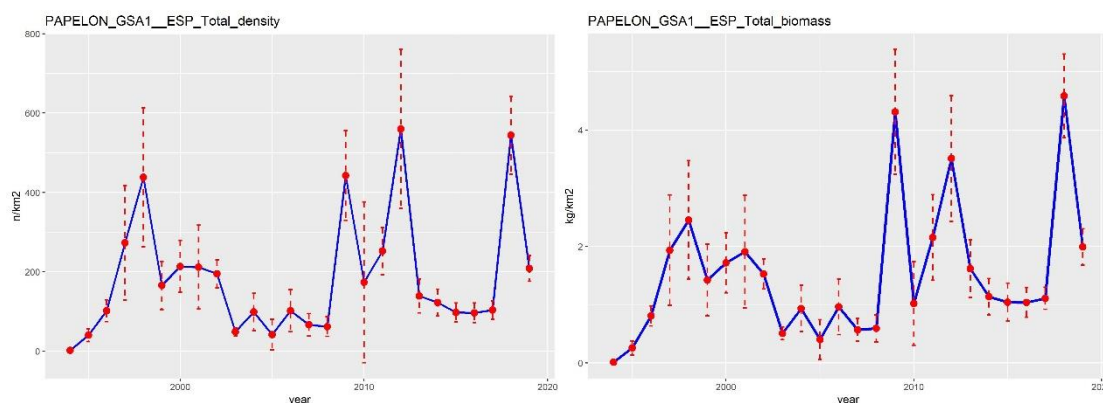 PAPELON_GSA1__ESP_Total_density
800
600
400
200
0
n/km2
2000
2010
2020
year
PAPELON_GSA1__ESP_Total_biomass
4
2
0
kg/km2
2000
2010
202
year